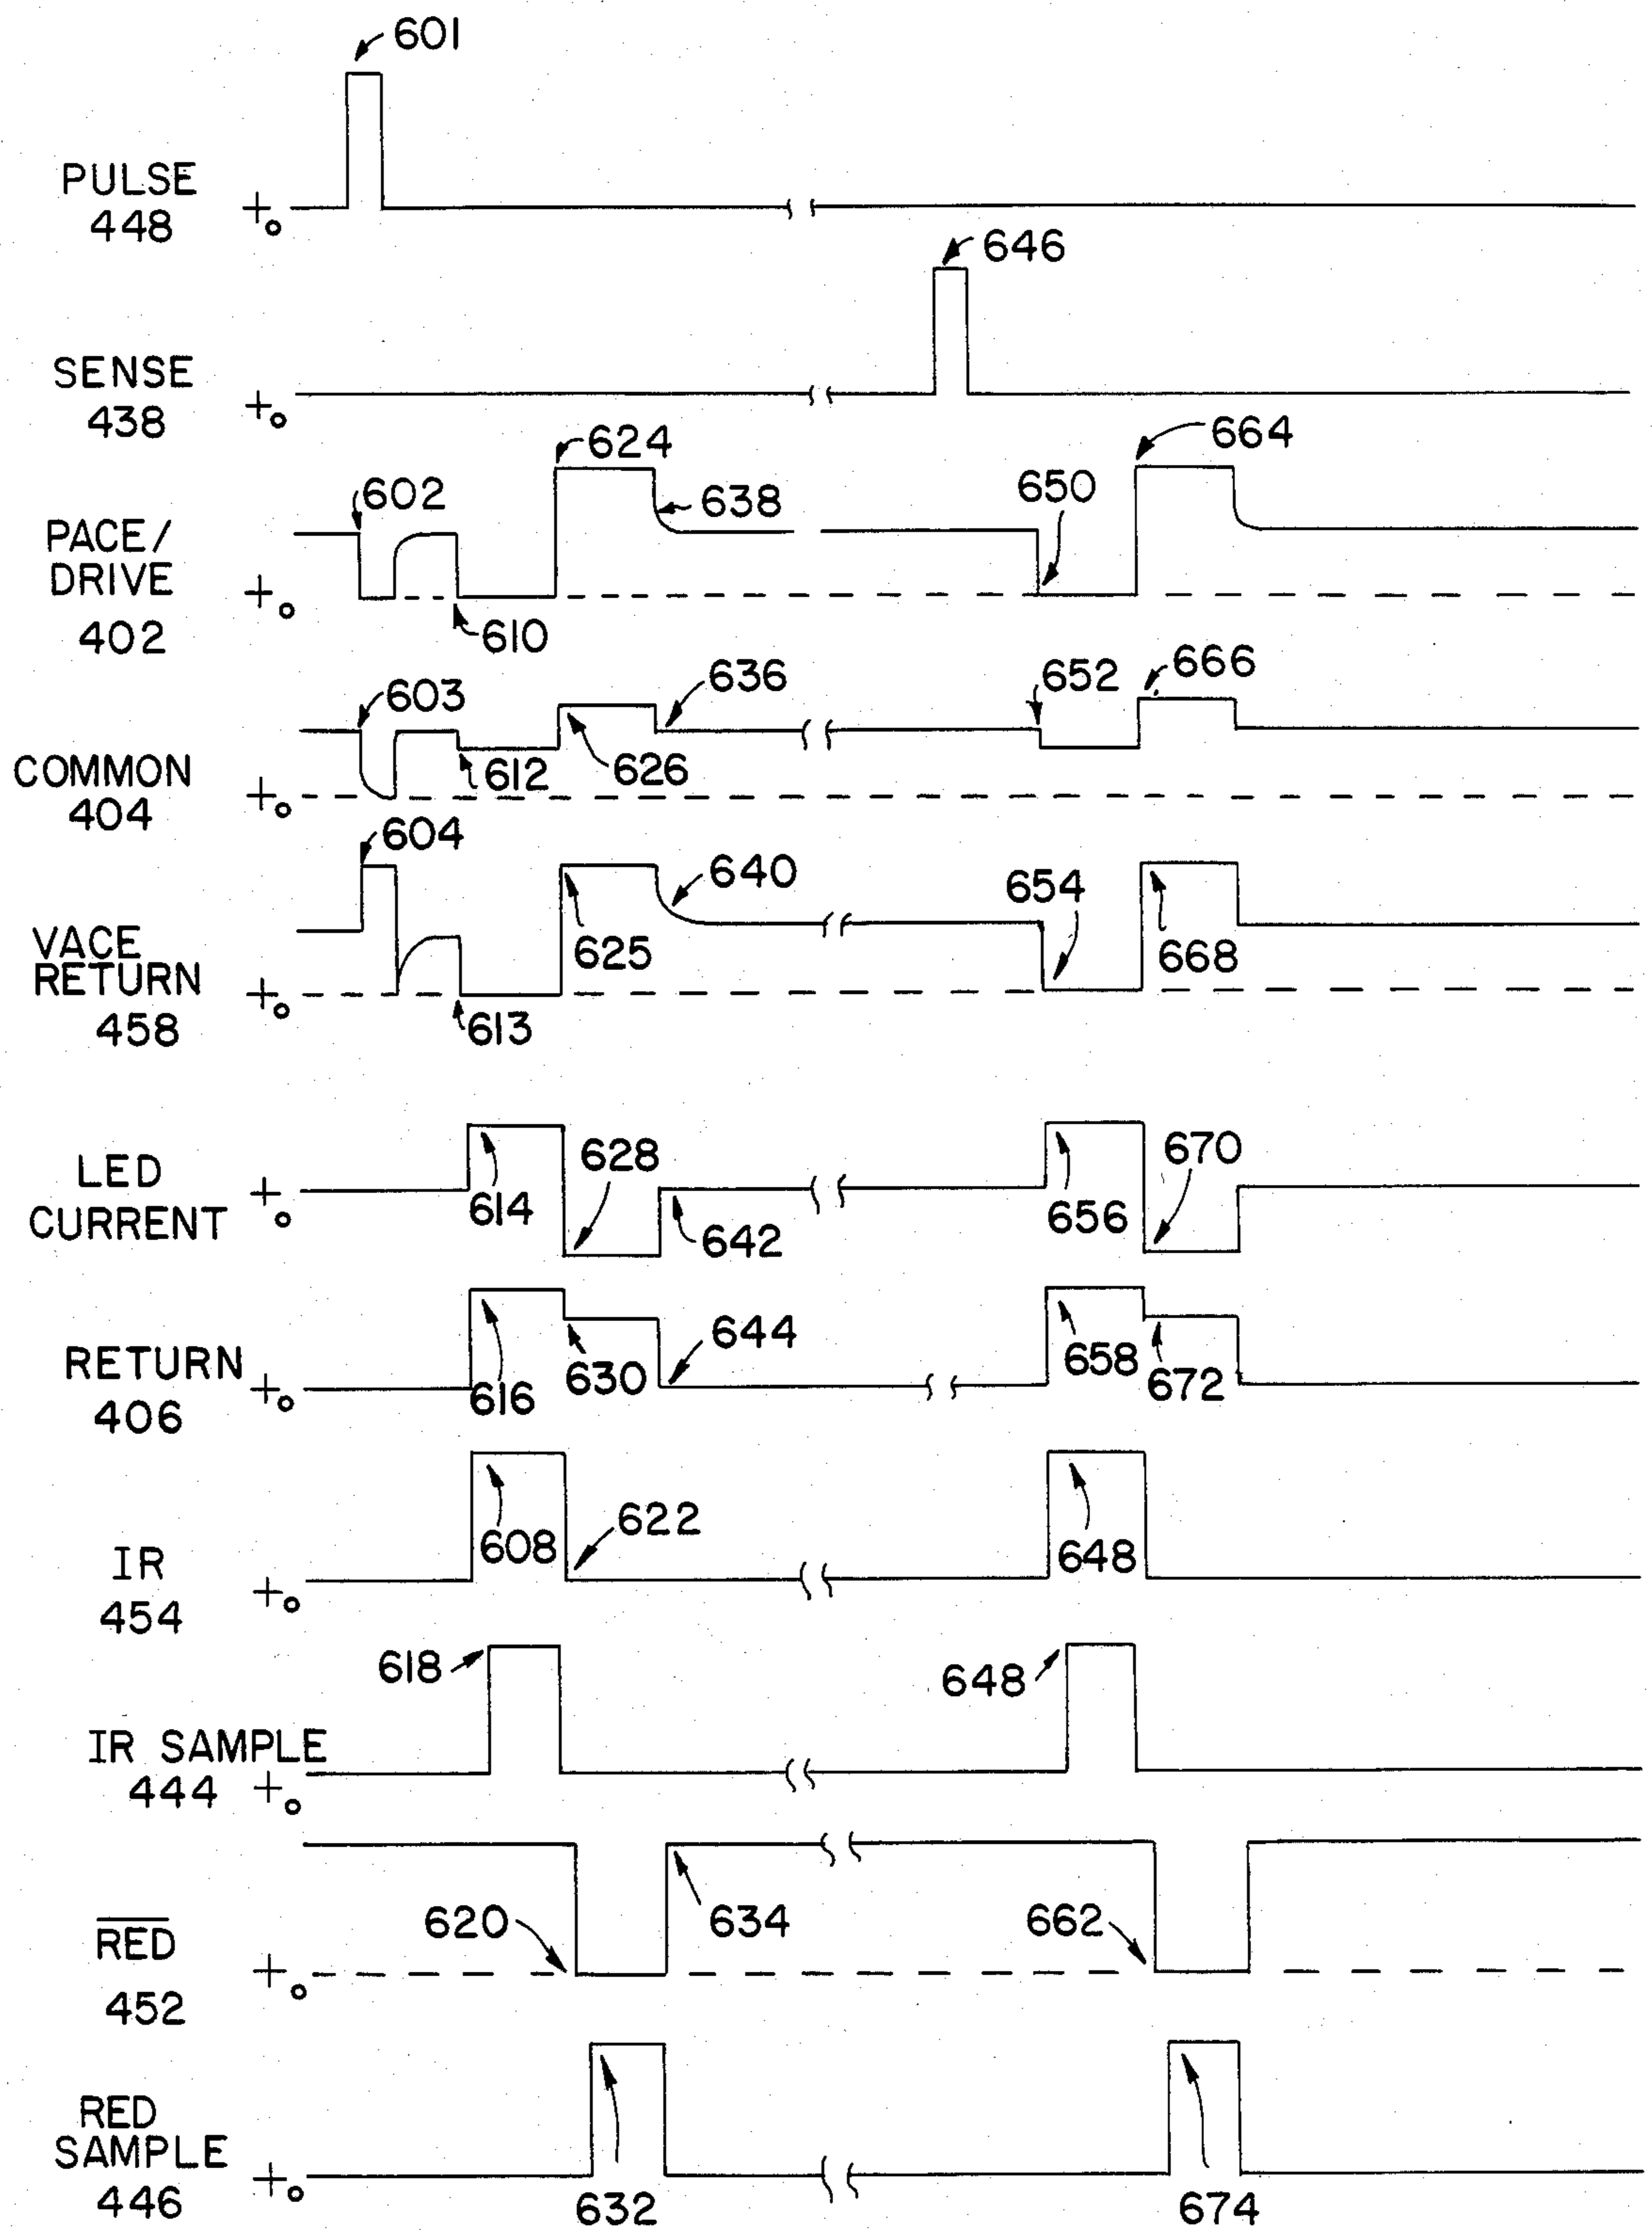 601
PULSE
448
+o
646
SENSE
438
+o
624
664
602
638
650
PACE/
DRIVE
402
+o
610
603
636
652
666
COMMON
404
+o
612
626
604
640
654
VACE
RETURN
458
+o
625
668
613
628
670
LED
CURRENT
+o
614
642
656
RETURN
406
+o
616
630
644
658
672
IR
454
+o
608
622
648
618
648
IR SAMPLE
444
+o
620
634
662
RED
452
+o
RED
SAMPLE
446
+o
632
674